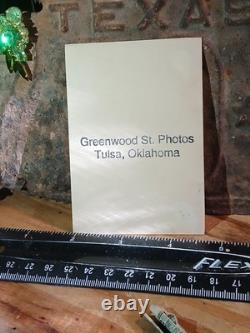 TEXAS
Greenwood St. Photos
Tulsa, Oklahoma
28 27 26 25 24 23 22 21 20 19 18 17
FLEX